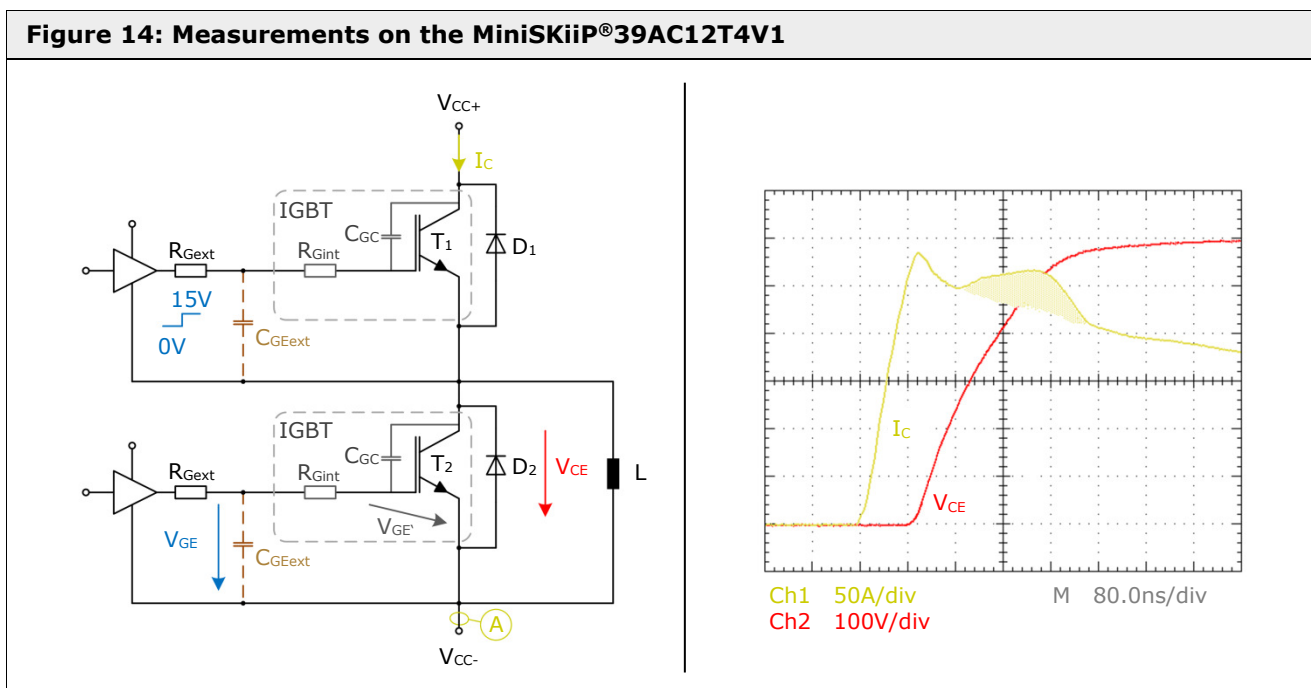 Figure 14: Measurements on the MiniSKiiP®39AC12T4V1
VCC+
IC
IGBT
CGC
T1
D1
RGext
RGint
15V
0V
CGEext
IGBT
CGC
T2
D2
VCE
L
RGext
RGint
VGE'
VGE
CGEext
A
VCC-
IC
VCE
Ch1 50A/div M 80.0ns/div
Ch2 100V/div